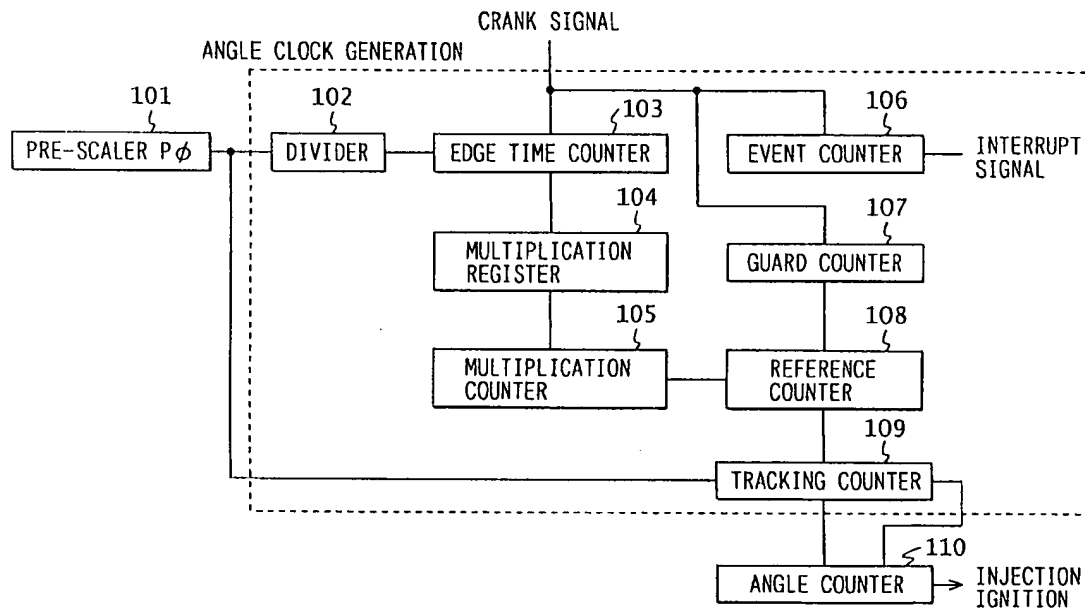 CRANK SIGNAL
ANGLE CLOCK GENERATION
101
102
103
106
PRE-SCALER Pϕ
DIVIDER
EDGE TIME COUNTER
EVENT COUNTER
INTERRUPT
SIGNAL
104
107
MULTIPLICATION
REGISTER
GUARD COUNTER
105
108
MULTIPLICATION
COUNTER
REFERENCE
COUNTER
109
TRACKING COUNTER
110
ANGLE COUNTER
INJECTION
IGNITION